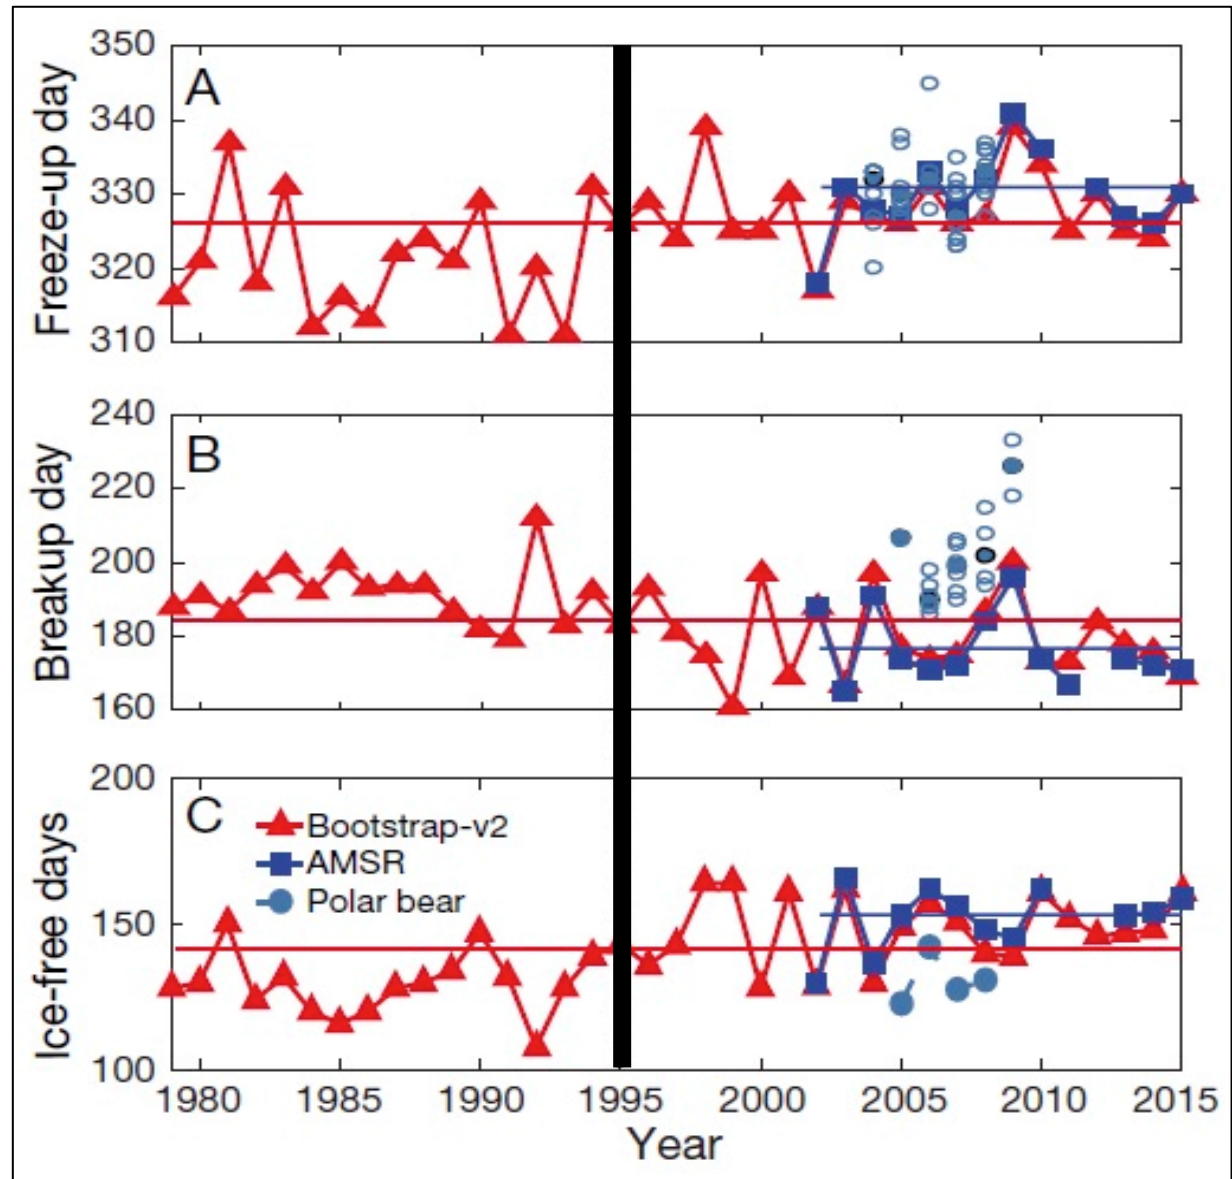 Freeze-up day
350
340
330
320
310
A
Breakup day
240
220
200
180
160
B
Ice-free days
200
150
100
C
Bootstrap-v2
AMSR
Polar bear
1980 1985 1990 1995 2000 2005 2010 2015
Year